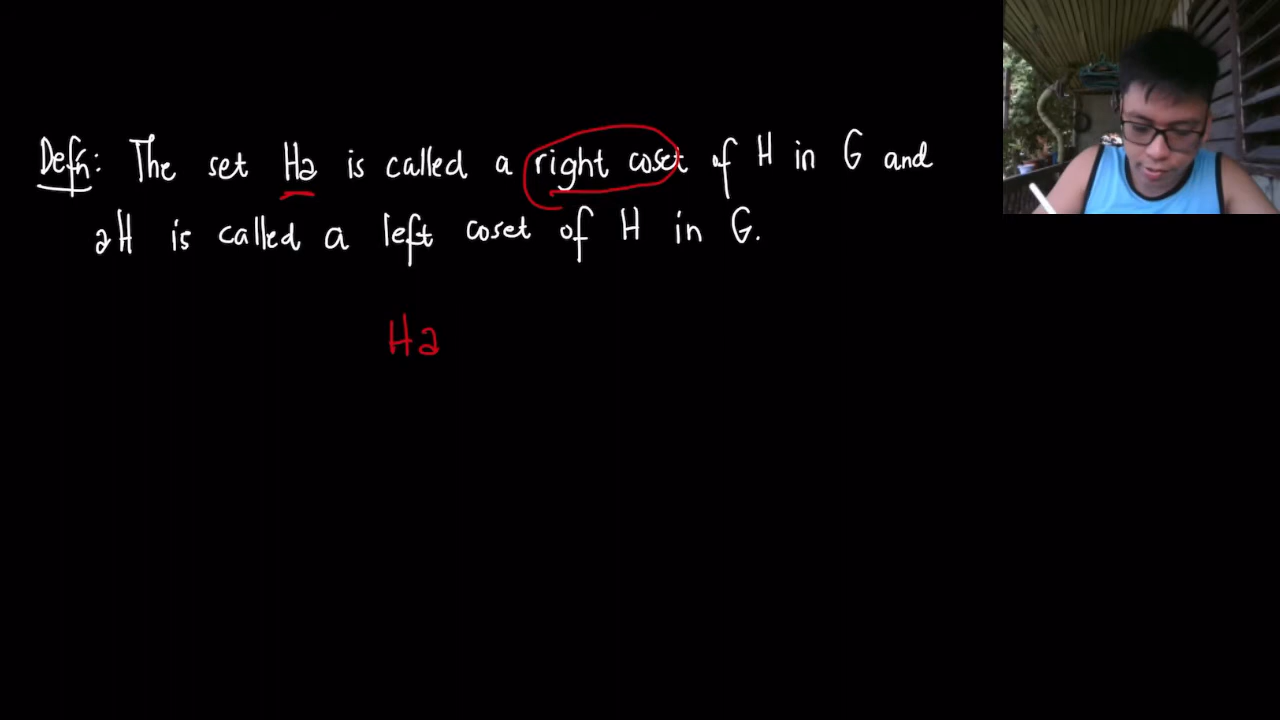 Defn: The set Ha is called a right coset of H in G and
aH is called a left coset of H in G.
Ha